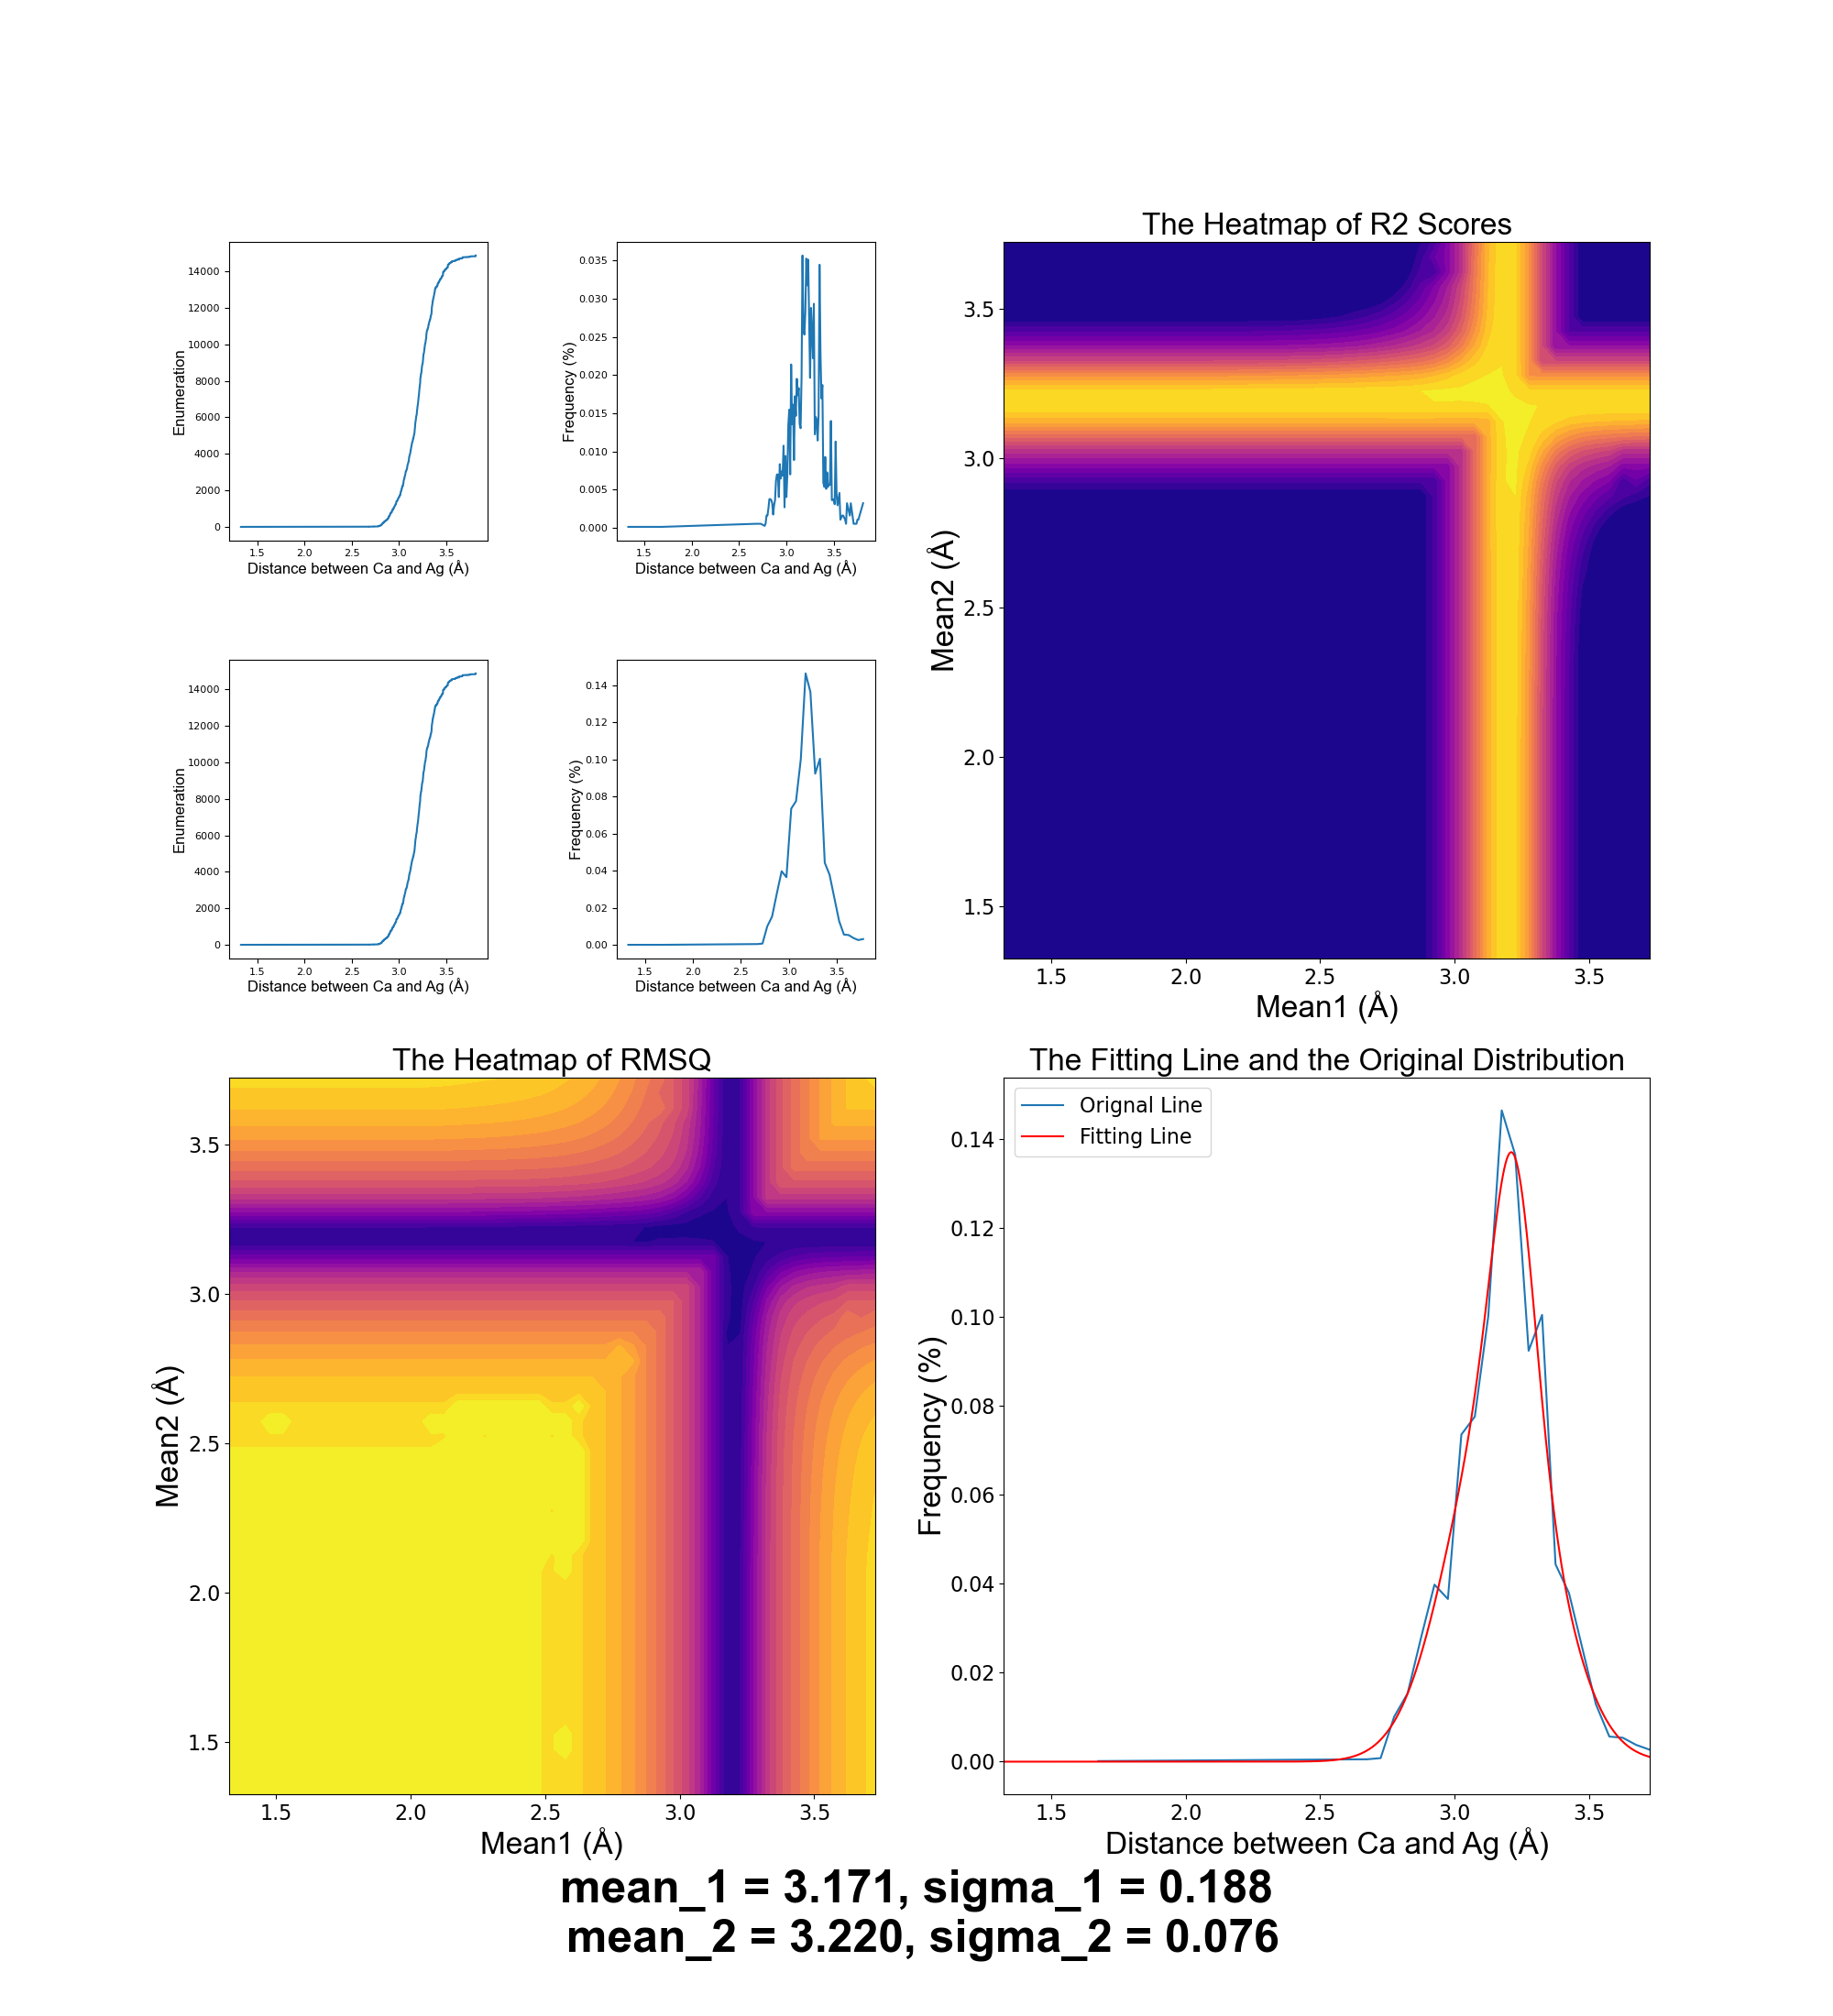 14000
12000
10000
8000
6000
4000
2000
0
Enumeration
1.5 2.0 2.5 3.0 3.5
Distance between Ca and Ag (Å)
0.035
0.030
0.025
0.020
0.015
0.010
0.005
0.000
Frequency (%)
1.5 2.0 2.5 3.0 3.5
Distance between Ca and Ag (Å)
14000
12000
10000
8000
6000
4000
2000
0
Enumeration
1.5 2.0 2.5 3.0 3.5
Distance between Ca and Ag (Å)
0.14
0.12
0.10
0.08
0.06
0.04
0.02
0.00
Frequency (%)
1.5 2.0 2.5 3.0 3.5
Distance between Ca and Ag (Å)
The Heatmap of R2 Scores
3.5
3.0
2.5
2.0
1.5
Mean2 (Å)
1.5 2.0 2.5 3.0 3.5
Mean1 (Å)
The Heatmap of RMSQ
3.5
3.0
2.5
2.0
1.5
Mean2 (Å)
1.5 2.0 2.5 3.0 3.5
Mean1 (Å)
The Fitting Line and the Original Distribution
Orignal Line
Fitting Line
0.14
0.12
0.10
0.08
0.06
0.04
0.02
0.00
Frequency (%)
1.5 2.0 2.5 3.0 3.5
Distance between Ca and Ag (Å)
mean_1 = 3.171, sigma_1 = 0.188
mean_2 = 3.220, sigma_2 = 0.076